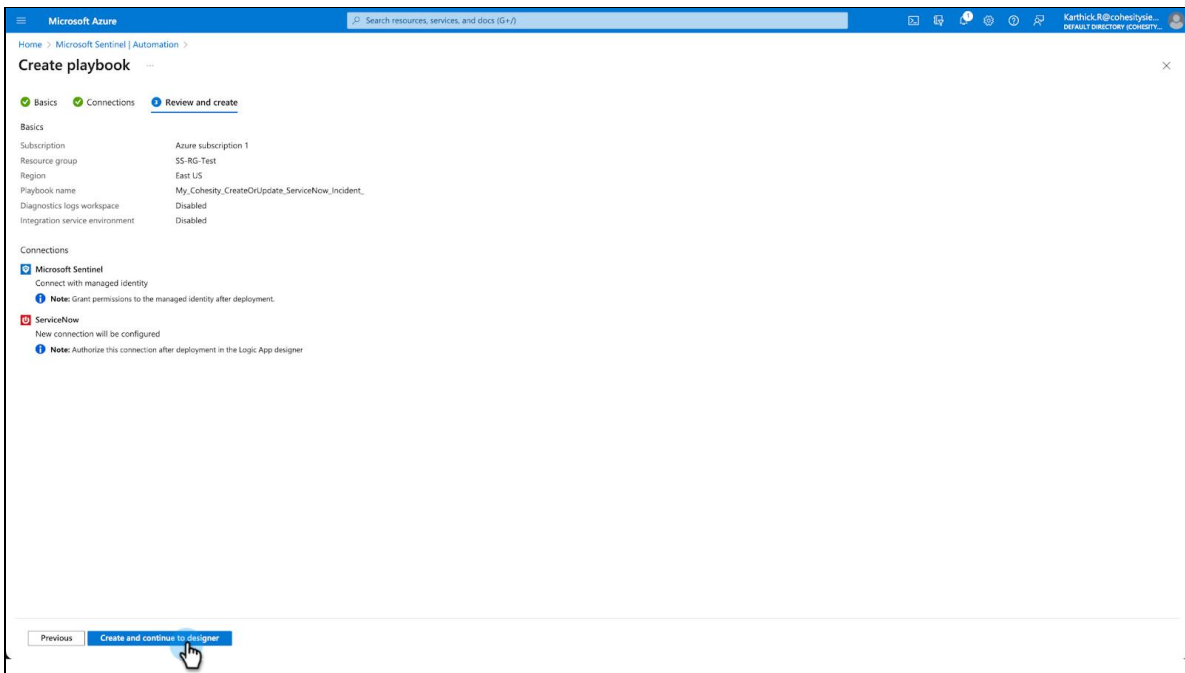 Microsoft Azure
Search resources, services, and docs (G+/)
1
Karthick.R@cohesitysie...
DEFAULT DIRECTORY (COHESITY...
Home > Microsoft Sentinel | Automation >
Create playbook ...
Basics
Connections
3 Review and create
Basics
Subscription Azure subscription 1
Resource group SS-RG-Test
Region East US
Playbook name My_Cohesity_CreateOrUpdate_ServiceNow_Incident_
Diagnostics logs workspace Disabled
Integration service environment Disabled
Connections
Microsoft Sentinel
Connect with managed identity
Note: Grant permissions to the managed identity after deployment.
ServiceNow
New connection will be configured
Note: Authorize this connection after deployment in the Logic App designer
Previous Create and continue to designer